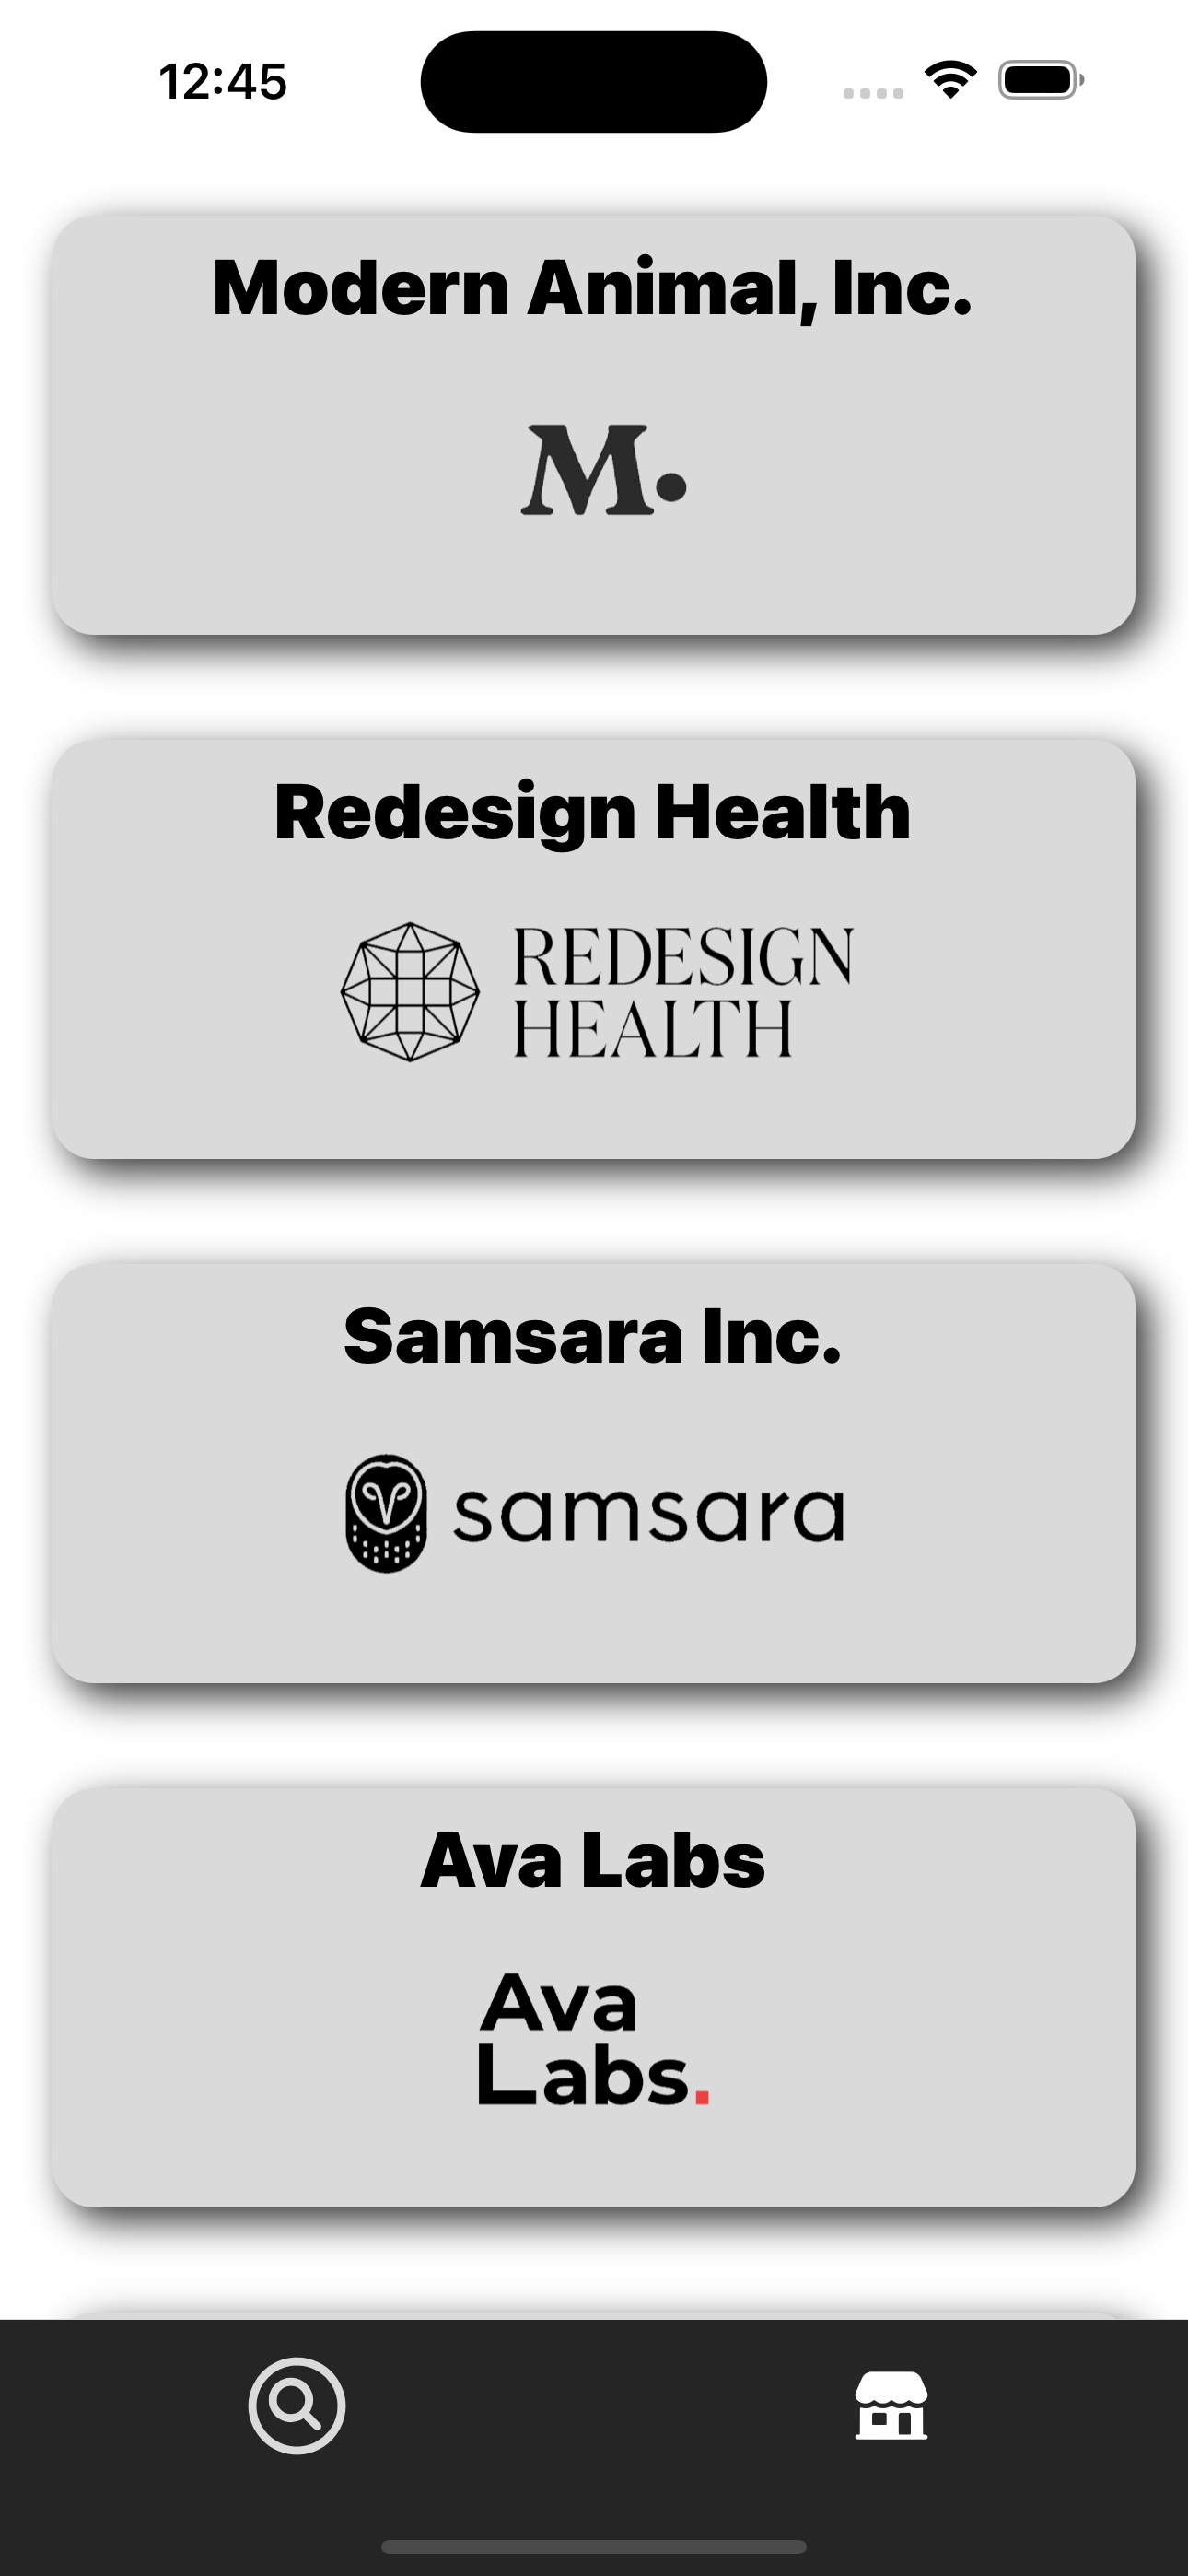 12:45
Modern Animal, Inc.
M.
Redesign Health
REDESIGN
HEALTH
Samsara Inc.
samsara
Ava Labs
Ava
Labs.